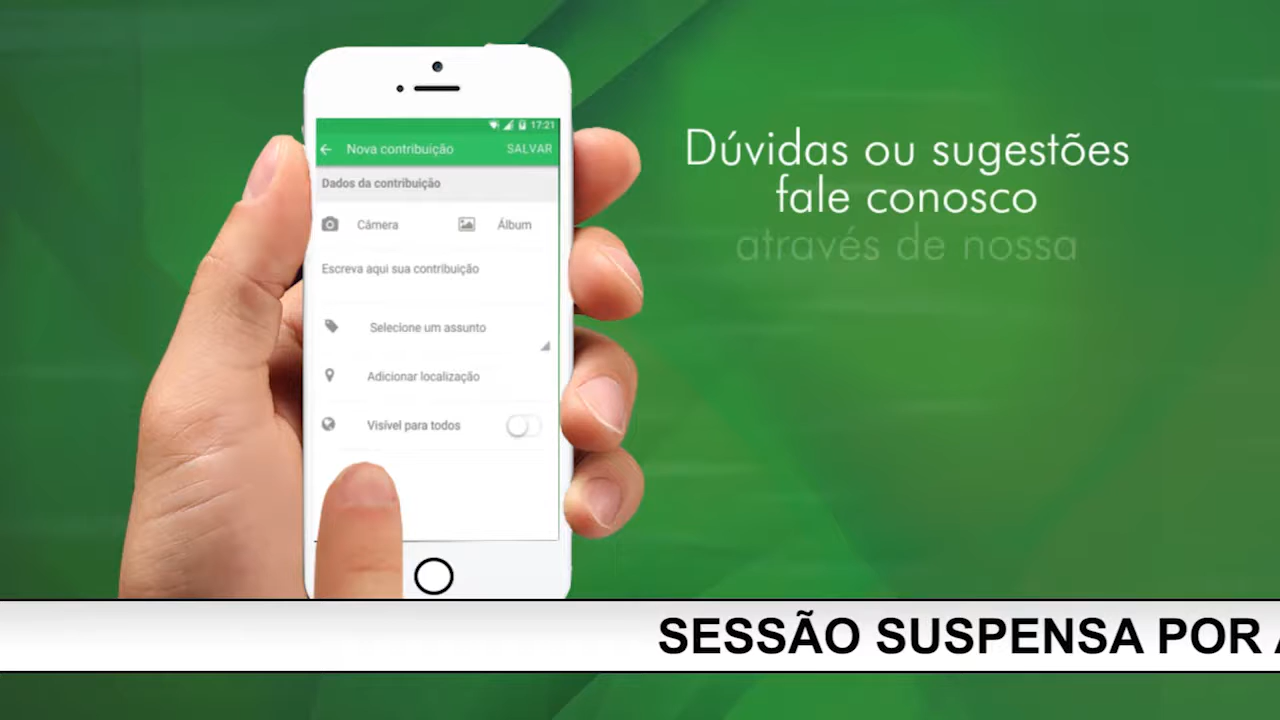 17:21
Nova contribuição SALVAR
Dados da contribuição
Câmera Álbum
Escreva aqui sua contribuição
Selecione um assunto
Adicionar localização
Visível para todos
Dúvidas ou sugestões
fale conosco
através de nossa
SESSÃO SUSPENSA POR